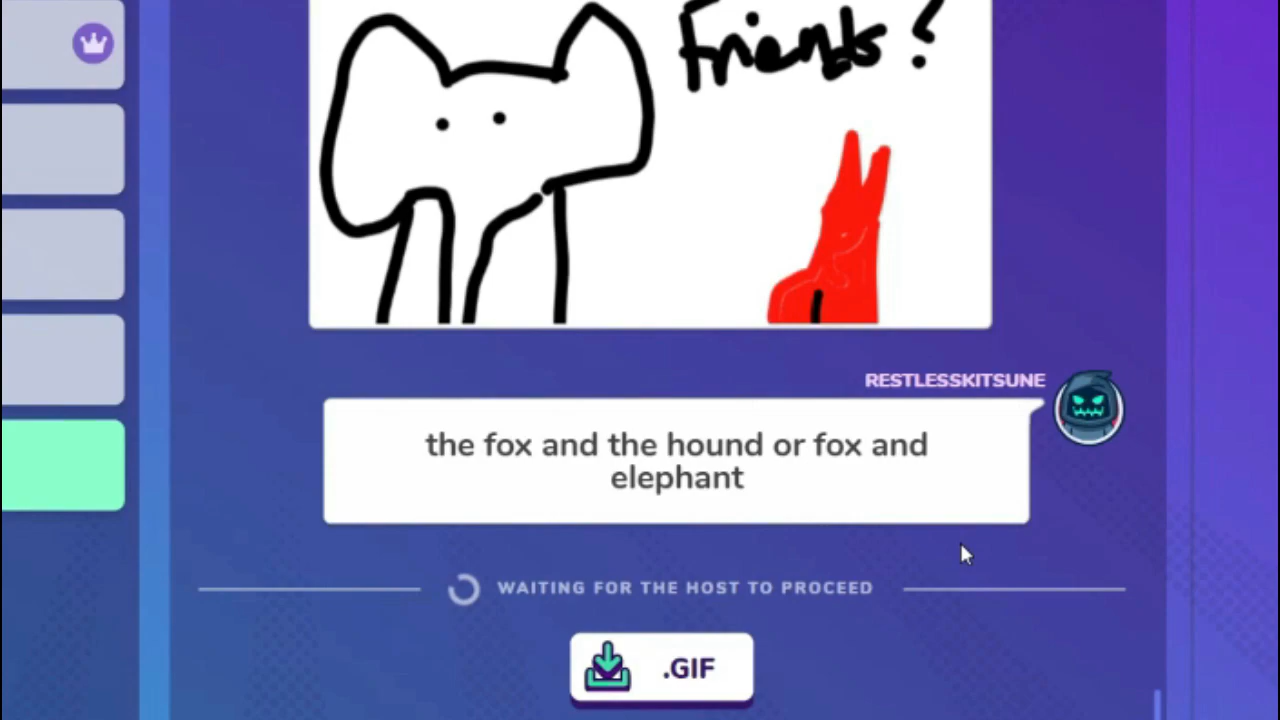 Friends?
RESTLESSKITSUNE
the fox and the hound or fox and
elephant
WAITING FOR THE HOST TO PROCEED
.GIF